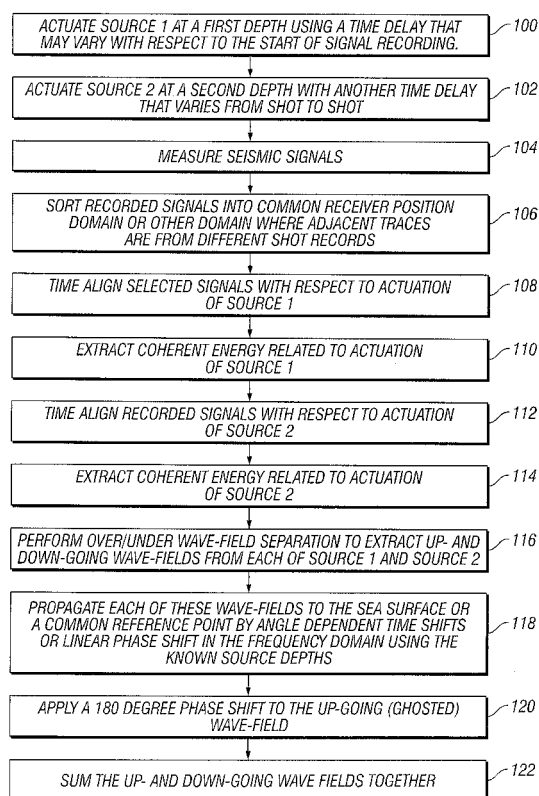 ACTUATE SOURCE 1 AT A FIRST DEPTH USING A TIME DELAY THAT
MAY VARY WITH RESPECT TO THE START OF SIGNAL RECORDING.
100
ACTUATE SOURCE 2 AT A SECOND DEPTH WITH ANOTHER TIME DELAY
THAT VARIES FROM SHOT TO SHOT
102
MEASURE SEISMIC SIGNALS
104
SORT RECORDED SIGNALS INTO COMMON RECEIVER POSITION
DOMAIN OR OTHER DOMAIN WHERE ADJACENT TRACES
ARE FROM DIFFERENT SHOT RECORDS
106
TIME ALIGN SELECTED SIGNALS WITH RESPECT TO ACTUATION
OF SOURCE 1
108
EXTRACT COHERENT ENERGY RELATED TO ACTUATION
OF SOURCE 1
110
TIME ALIGN RECORDED SIGNALS WITH RESPECT TO ACTUATION
OF SOURCE 2
112
EXTRACT COHERENT ENERGY RELATED TO ACTUATION
OF SOURCE 2
114
PERFORM OVER/UNDER WAVE-FIELD SEPARATION TO EXTRACT UP- AND
DOWN-GOING WAVE-FIELDS FROM EACH OF SOURCE 1 AND SOURCE 2
116
PROPAGATE EACH OF THESE WAVE-FIELDS TO THE SEA SURFACE OR
A COMMON REFERENCE POINT BY ANGLE DEPENDENT TIME SHIFTS
OR LINEAR PHASE SHIFT IN THE FREQUENCY DOMAIN USING THE
KNOWN SOURCE DEPTHS
118
APPLY A 180 DEGREE PHASE SHIFT TO THE UP-GOING (GHOSTED)
WAVE-FIELD
120
SUM THE UP- AND DOWN-GOING WAVE FIELDS TOGETHER
122